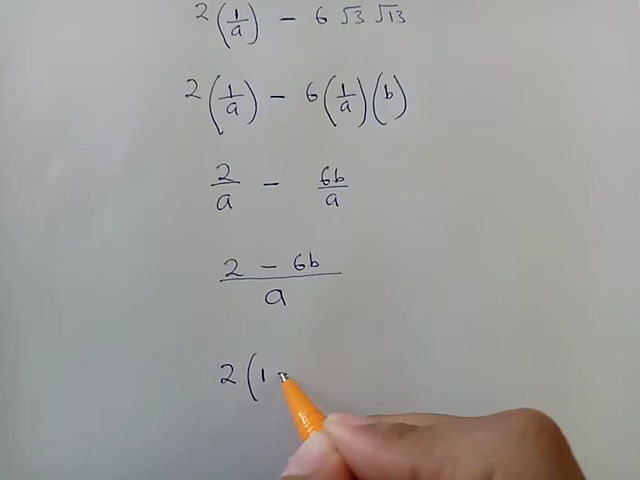 2(1/a) - 6 √3 √13
2(1/a) - 6(1/a)(b)
2/a - 6b/a
2 - 6b / a
2(1 -